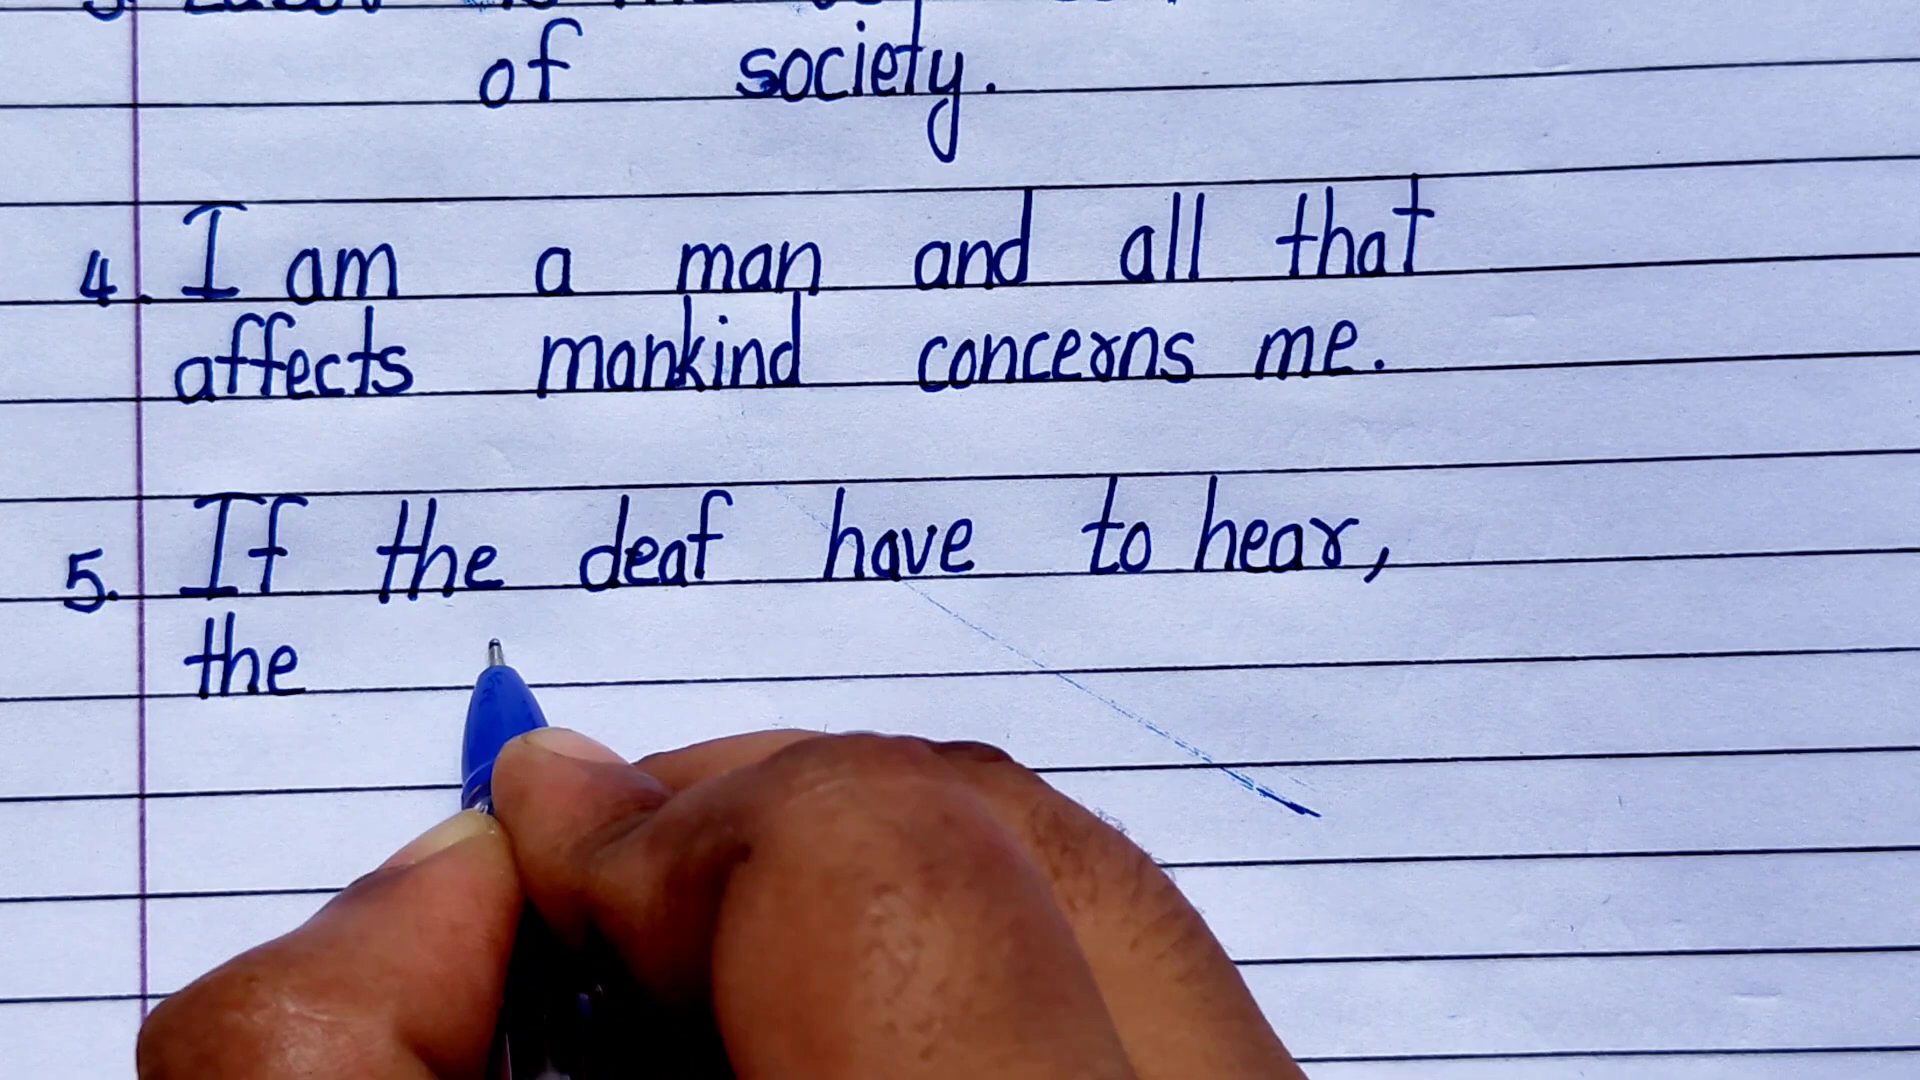 of society.
4. I am a man and all that
affects mankind concerns me.
5. If the deaf have to hear,
the